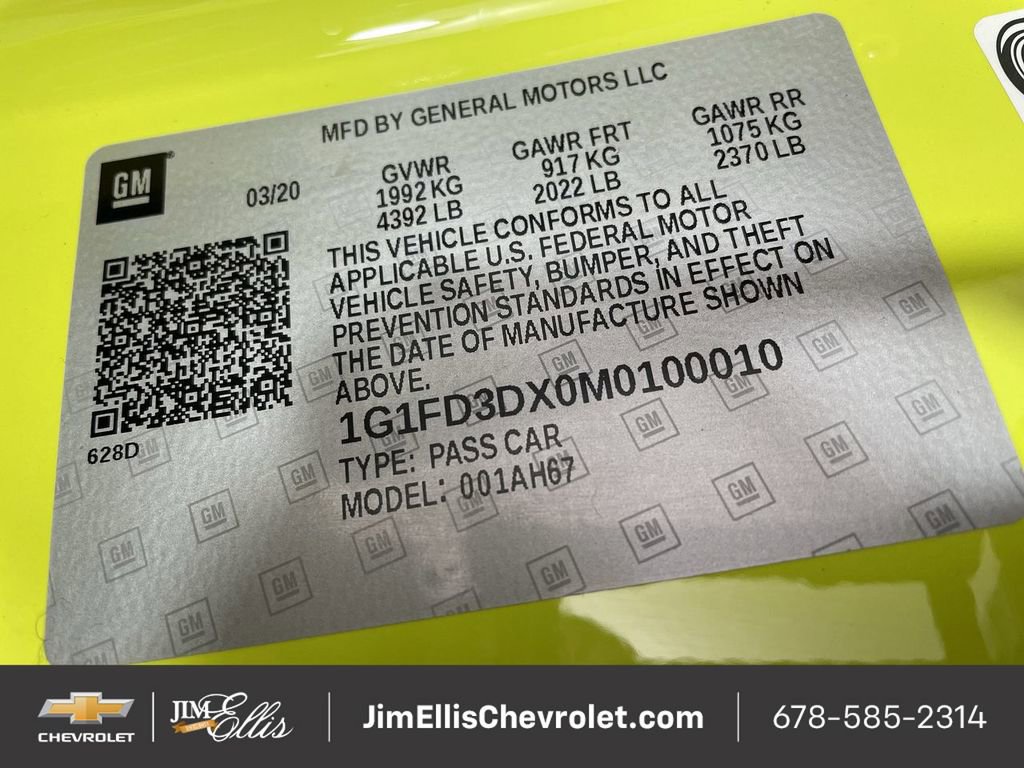 MFD BY GENERAL MOTORS LLC
GM
03/20
GVWR
1992 KG
4392 LB
GAWR FRT
917 KG
2022 LB
GAWR RR
1075 KG
2370 LB
THIS VEHICLE CONFORMS TO ALL
APPLICABLE U.S. FEDERAL MOTOR
VEHICLE SAFETY, BUMPER, AND THEFT
PREVENTION STANDARDS IN EFFECT ON
THE DATE OF MANUFACTURE SHOWN
ABOVE.
628D
1G1FD3DX0M0100010
TYPE: PASS CAR
MODEL: 001AH67
CHEVROLET
JIM Ellis
JimEllisChevrolet.com
678-585-2314